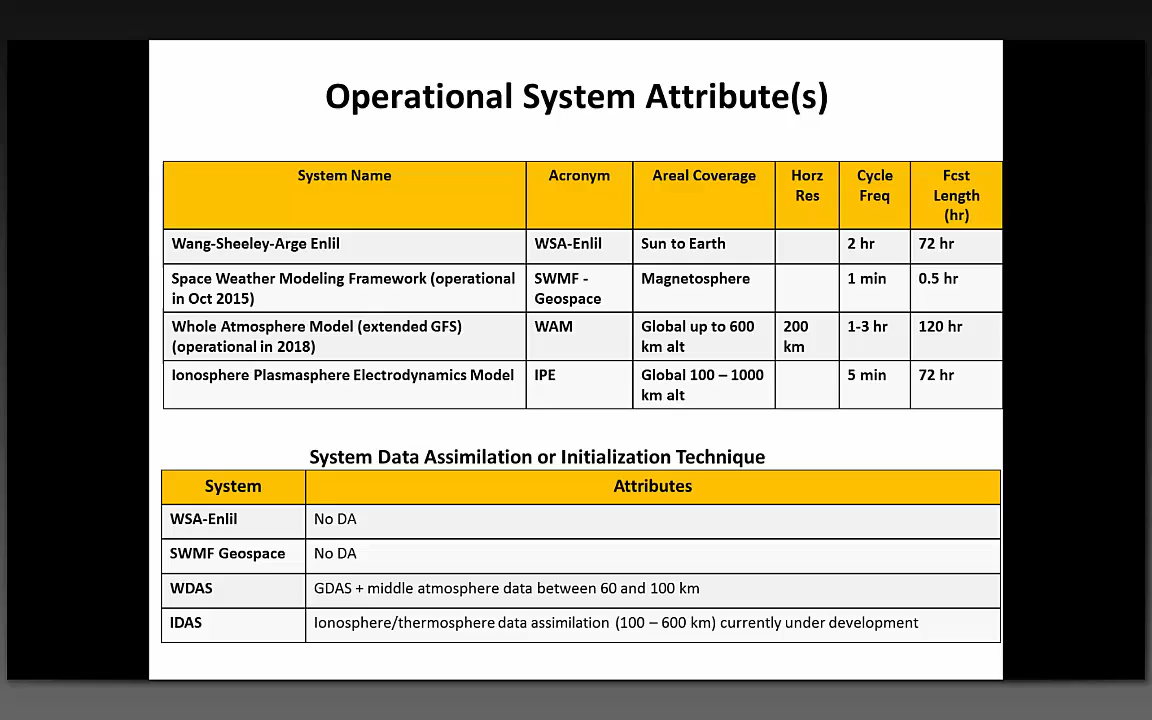 Operational System Attribute(s)
System Name Acronym Areal Coverage Horz Res Cycle Freq Fcst Length (hr)
Wang-Sheeley-Arge Enlil WSA-Enlil Sun to Earth 2 hr 72 hr
Space Weather Modeling Framework (operational in Oct 2015) SWMF - Geospace Magnetosphere 1 min 0.5 hr
Whole Atmosphere Model (extended GFS) (operational in 2018) WAM Global up to 600 km alt 200 km 1-3 hr 120 hr
Ionosphere Plasmasphere Electrodynamics Model IPE Global 100 – 1000 km alt 5 min 72 hr
System Data Assimilation or Initialization Technique
System Attributes
WSA-Enlil No DA
SWMF Geospace No DA
WDAS GDAS + middle atmosphere data between 60 and 100 km
IDAS Ionosphere/thermosphere data assimilation (100 – 600 km) currently under development